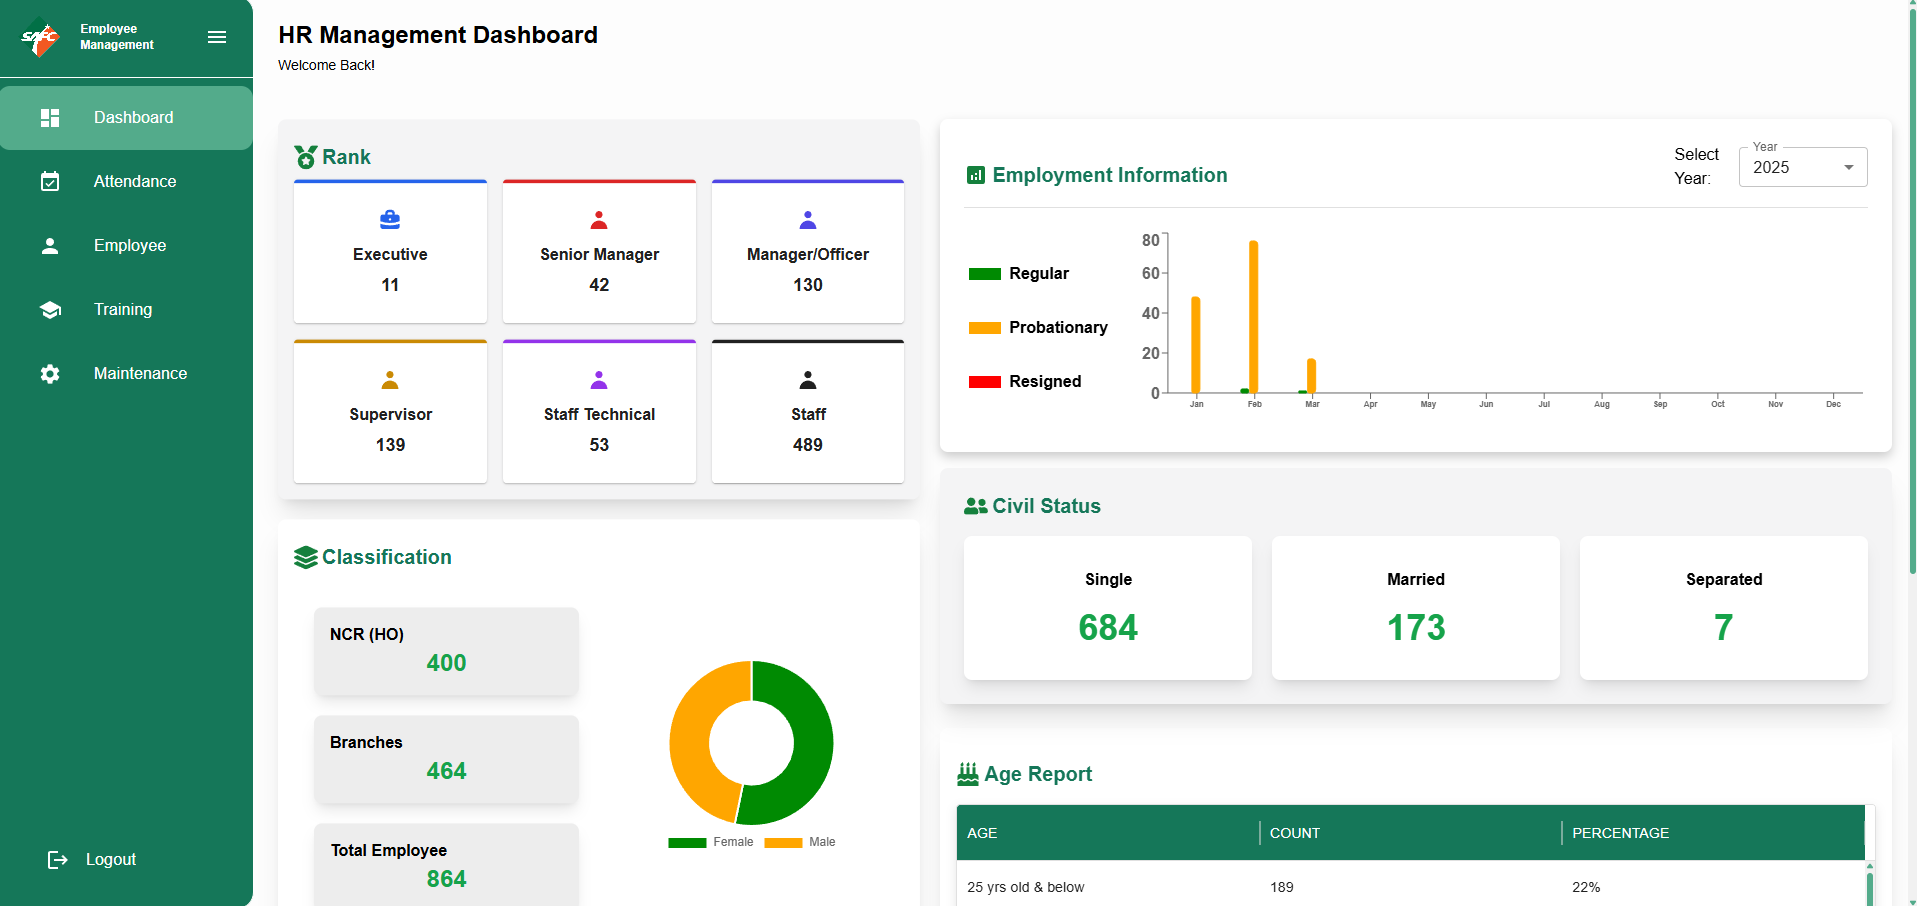 SAFC
Employee
Management
Dashboard
Attendance
Employee
Training
Maintenance
Logout
HR Management Dashboard
Welcome Back!
Rank
Executive
11
Senior Manager
42
Manager/Officer
130
Supervisor
139
Staff Technical
53
Staff
489
Classification
NCR (HO)
400
Branches
464
Total Employee
864
Female Male
Employment Information
Select
Year:
Year
2025
Regular
Probationary
Resigned
80
60
40
20
0
Jan Feb Mar Apr May Jun Jul Aug Sep Oct Nov Dec
Civil Status
Single
684
Married
173
Separated
7
Age Report
AGE COUNT PERCENTAGE
25 yrs old & below 189 22%